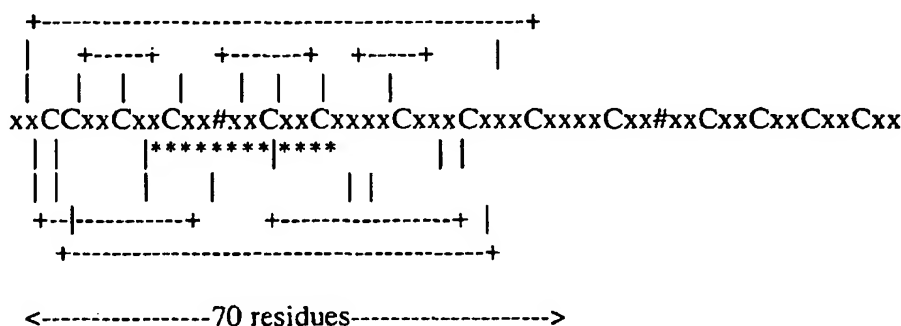 +-----------------------------------------------+
| +------+ +--------+ +------+ |
| | | | | | | |
xxCCxxCxxCxx#xxCxxCxxxxCxxxCxxxCxxxxCxx#xxCxxCxxCxxCxx
| | |********|**** | |
| | | | | |
+--|-----------+ +-----------------+ |
+----------------------------------------+
<-----------------70 residues------------------->